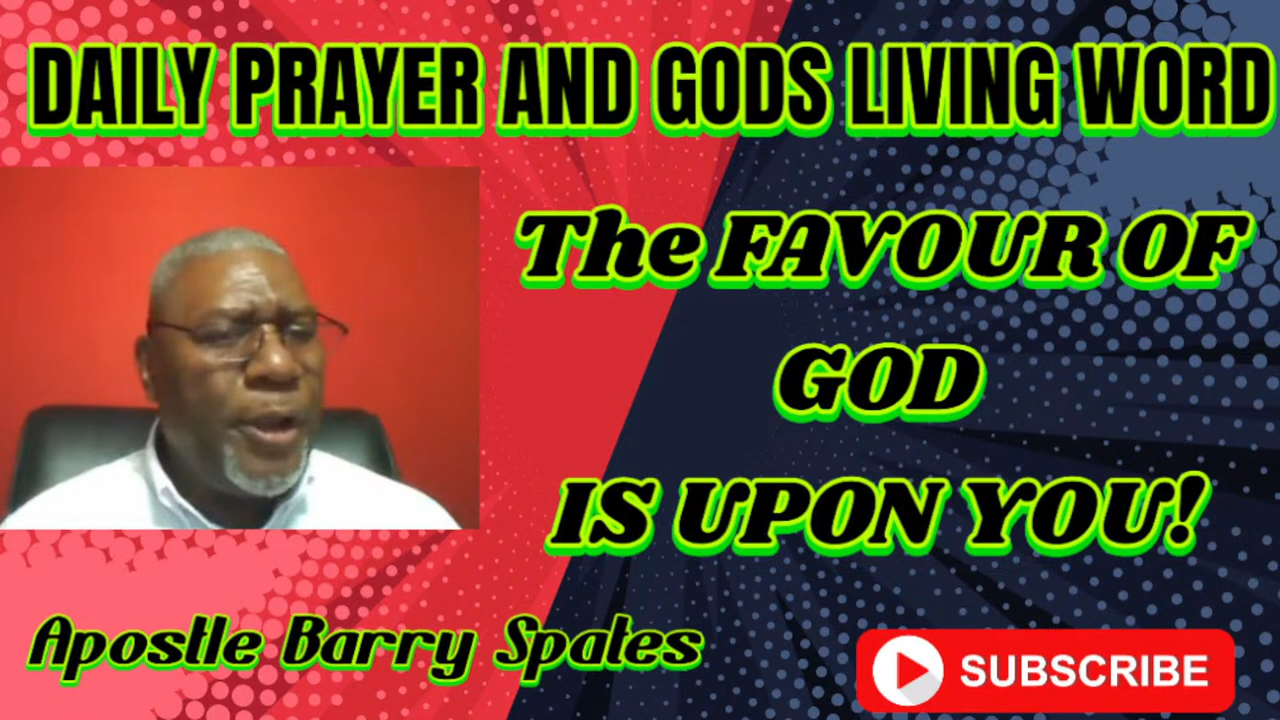 DAILY PRAYER AND GODS LIVING WORD
The FAVOUR OF
GOD
IS UPON YOU!
Apostle Barry Spates
SUBSCRIBE